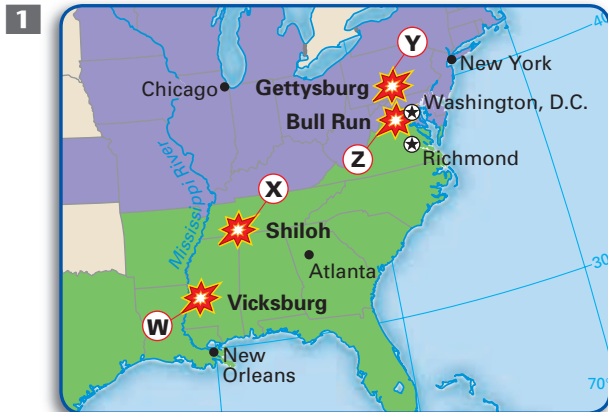 1
Y
40
Gettysburg
New York
Chicago
Washington, D.C.
Bull Run
Z
Richmond
X
Mississippi River
Shiloh
Atlanta
30
Vicksburg
W
New
Orleans
70°